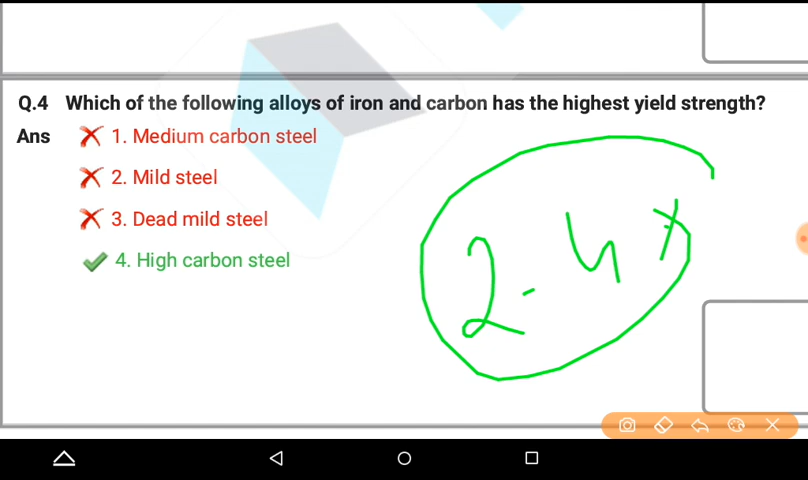 Q.4 Which of the following alloys of iron and carbon has the highest yield strength?
Ans 1. Medium carbon steel
2. Mild steel
3. Dead mild steel
4. High carbon steel
2-4